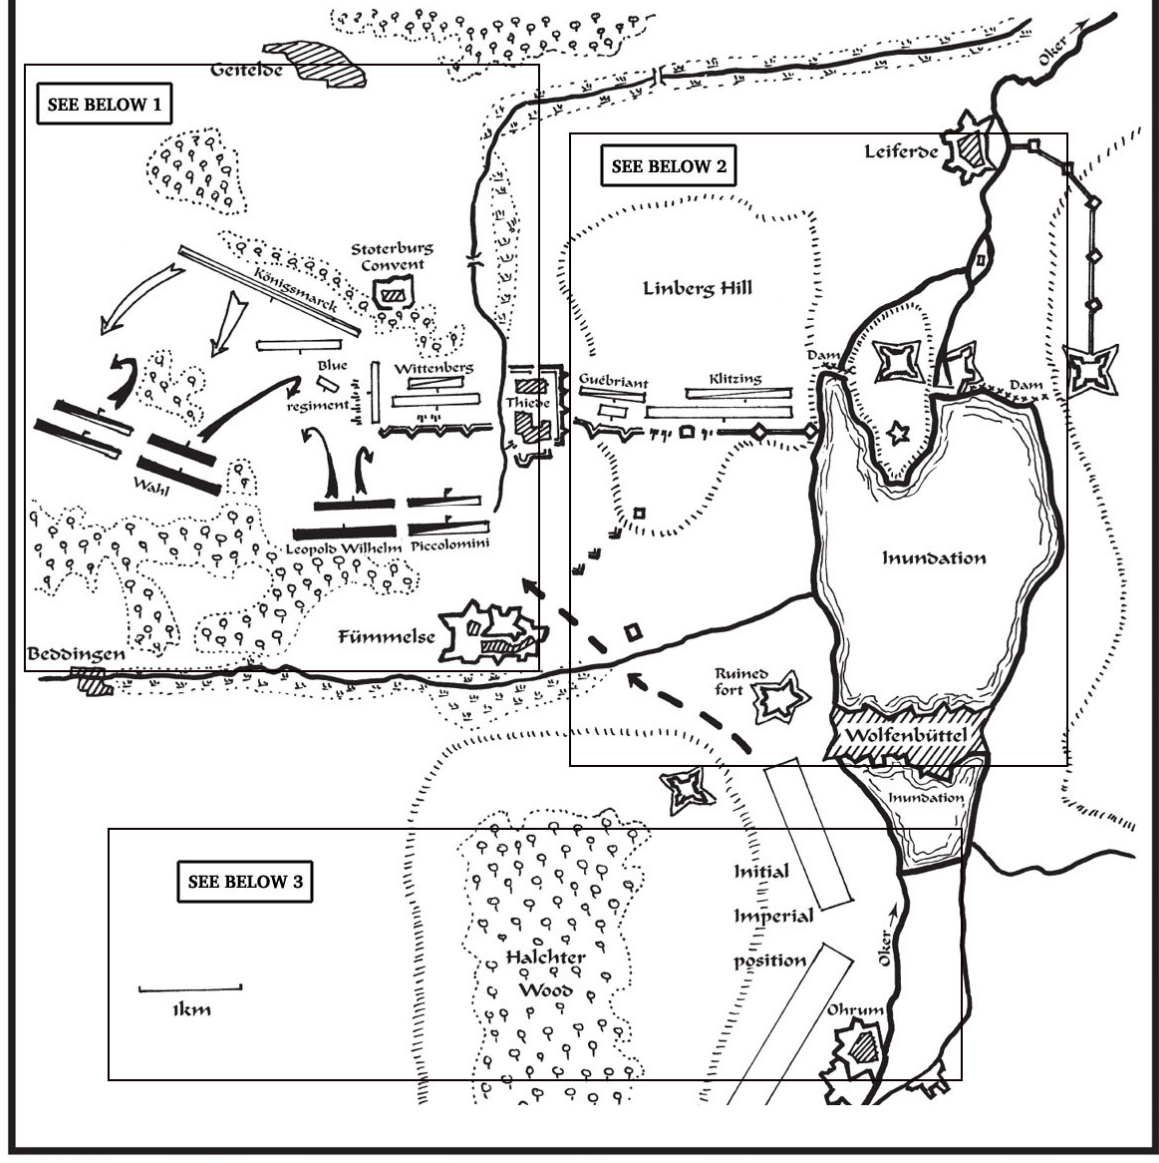 Oker
Geitelde
SEE BELOW 1
Leiferde
SEE BELOW 2
Stoterburg
Convent
Königsmarck
Linberg Hill
Dam
Blue
regiment
Wittenberg
Thiede
Guébriant
Klitzing
Dam
Wahl
Leopold Wilhelm
Piccolomini
Inundation
Fümmelse
Beddingen
Ruined
fort
Wolfenbüttel
Inundation
SEE BELOW 3
Initial
Imperial
position
Halchter
Wood
Oker
1km
Ohrum